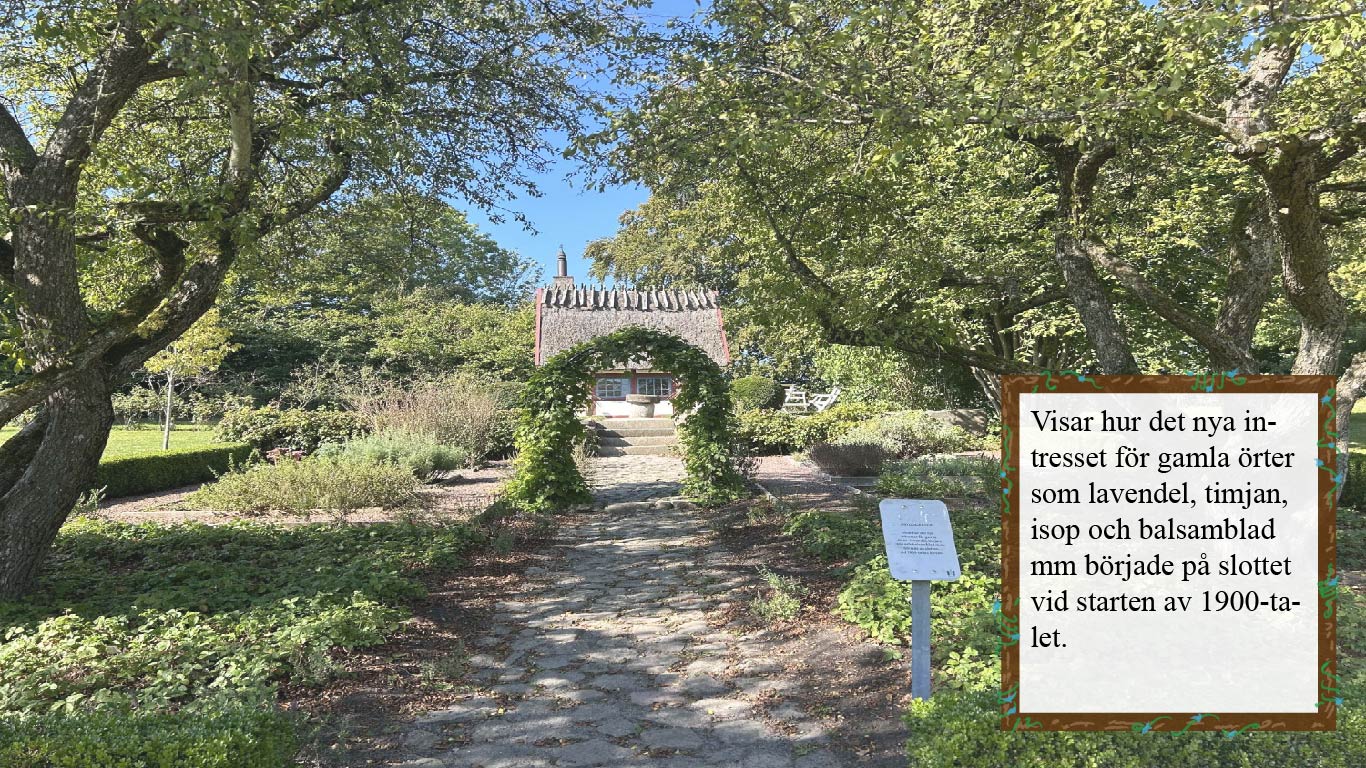 Visar hur det nya in-
tresset för gamla örter
som lavendel, timjan,
isop och balsamblad
mm började på slottet
vid starten av 1900-ta-
let.